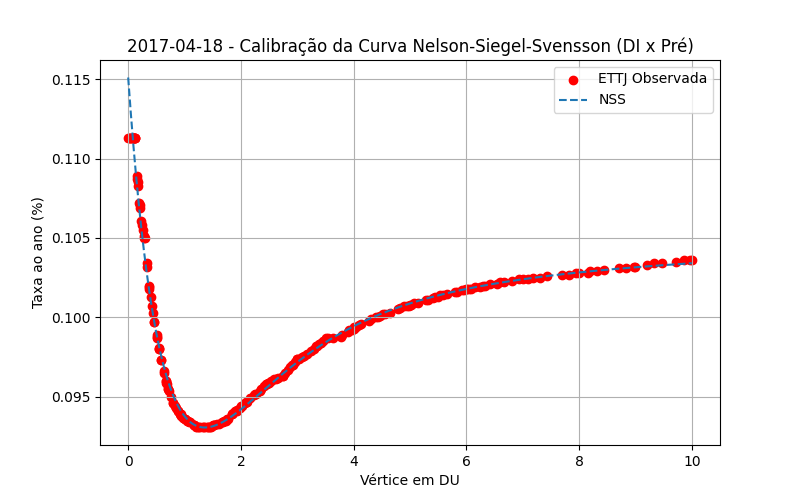 2017-04-18 - Calibração da Curva Nelson-Siegel-Svensson (DI x Pré)
ETTJ Observada
NSS
Taxa ao ano (%)
0.115
0.110
0.105
0.100
0.095
0
2
4
6
8
10
Vértice em DU